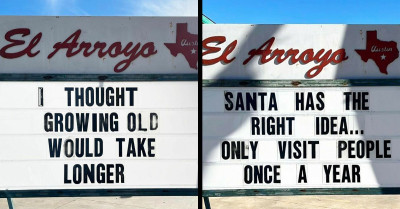 El Arroyo
I THOUGHT
GROWING OLD
WOULD TAKE
LONGER
El Arroyo
SANTA HAS THE
RIGHT IDEA...
ONLY VISIT PEOPLE
ONCE A YEAR